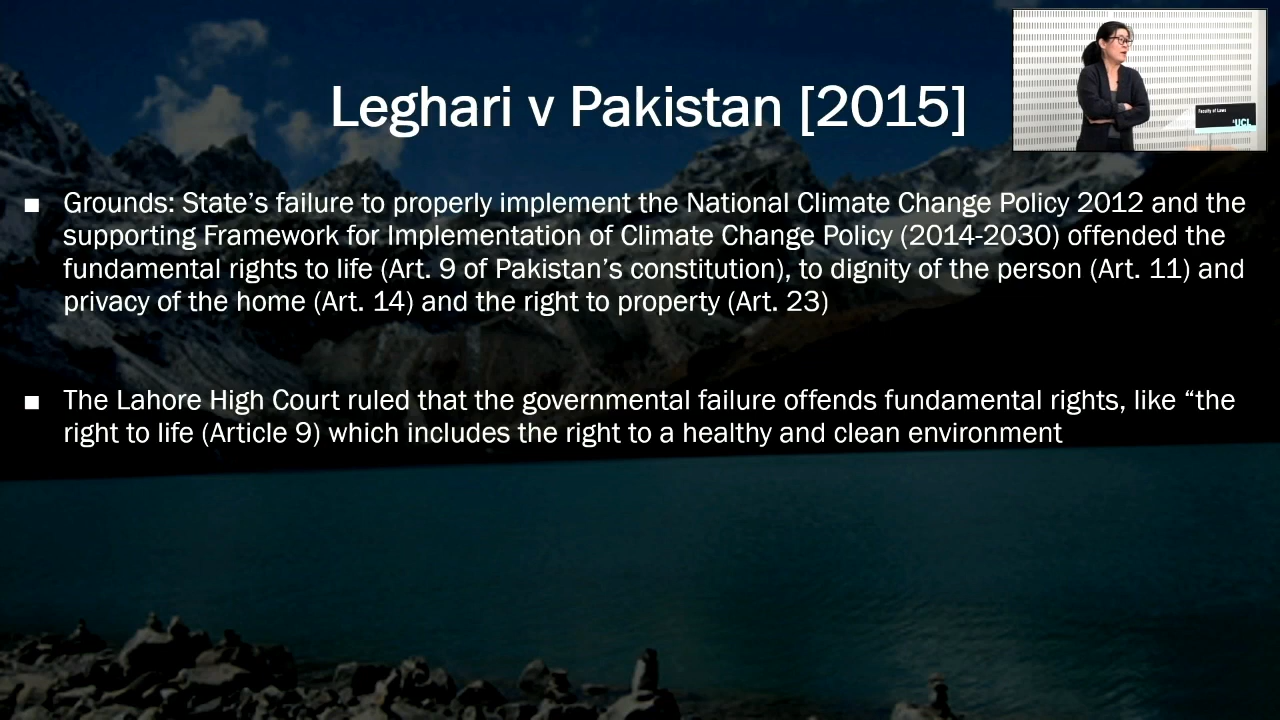 Leghari v Pakistan [2015]
Faculty of Laws
UCL
■ Grounds: State’s failure to properly implement the National Climate Change Policy 2012 and the
supporting Framework for Implementation of Climate Change Policy (2014-2030) offended the
fundamental rights to life (Art. 9 of Pakistan’s constitution), to dignity of the person (Art. 11) and
privacy of the home (Art. 14) and the right to property (Art. 23)
■ The Lahore High Court ruled that the governmental failure offends fundamental rights, like “the
right to life (Article 9) which includes the right to a healthy and clean environment